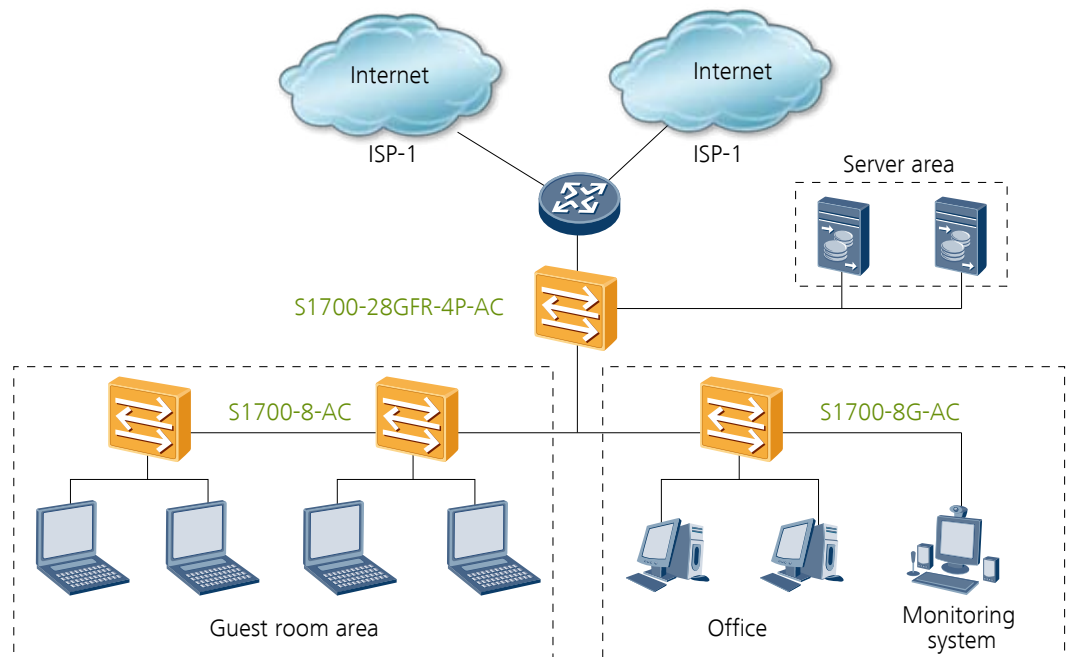 Internet
Internet
ISP-1
ISP-1
Server area
S1700-28GFR-4P-AC
S1700-8-AC
S1700-8G-AC
Guest room area
Office
Monitoring
system